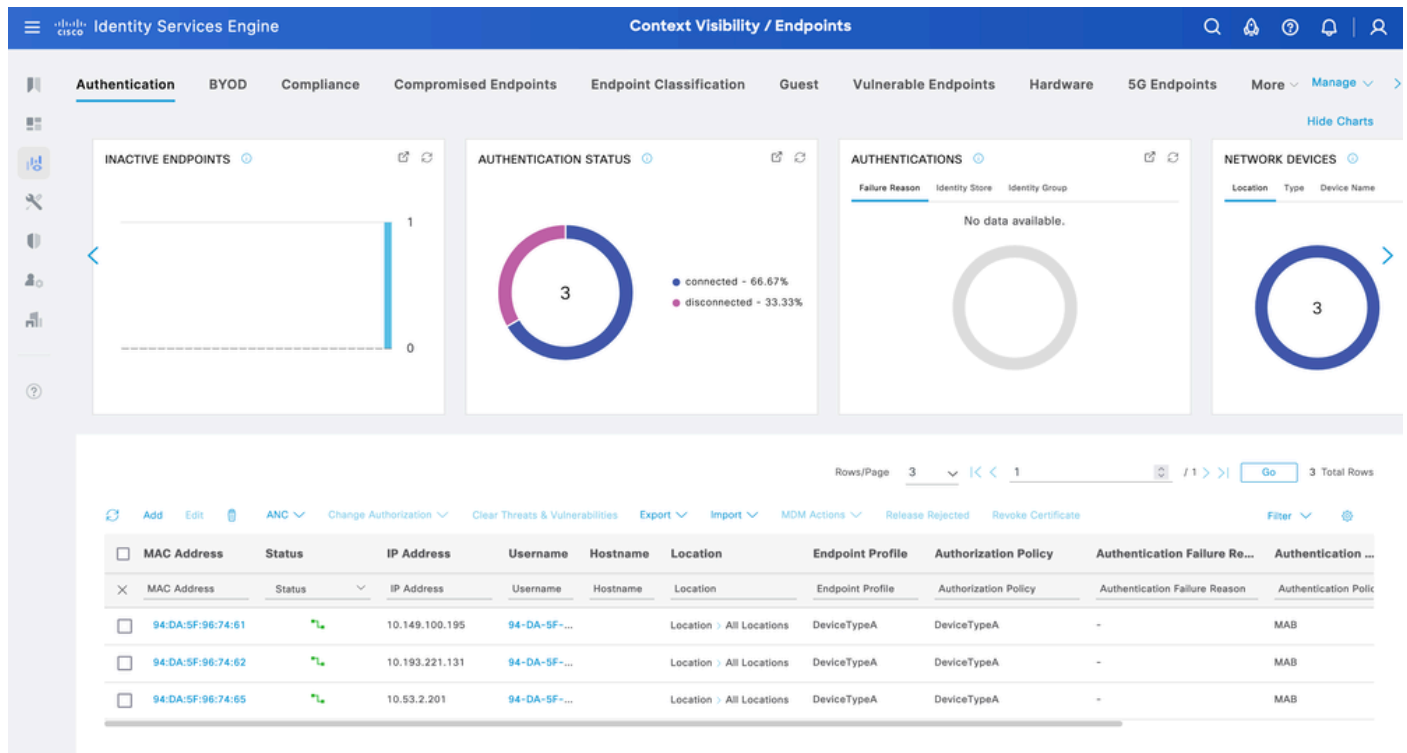 cisco Identity Services Engine
Context Visibility / Endpoints
Authentication BYOD Compliance Compromised Endpoints Endpoint Classification Guest Vulnerable Endpoints Hardware 5G Endpoints More Manage
Hide Charts
INACTIVE ENDPOINTS
1
0
AUTHENTICATION STATUS
3
connected - 66.67%
disconnected - 33.33%
AUTHENTICATIONS
Failure Reason Identity Store Identity Group
No data available.
NETWORK DEVICES
Location Type Device Name
3
Rows/Page 3 |< < 1 / 1 > >| Go 3 Total Rows
Add Edit ANC Change Authorization Clear Threats & Vulnerabilities Export Import MDM Actions Release Rejected Revoke Certificate Filter
MAC Address Status IP Address Username Hostname Location Endpoint Profile Authorization Policy Authentication Failure Re... Authentication ...
MAC Address Status IP Address Username Hostname Location Endpoint Profile Authorization Policy Authentication Failure Reason Authentication Polic
94:DA:5F:96:74:61 10.149.100.195 94-DA-5F-... Location > All Locations DeviceTypeA DeviceTypeA - MAB
94:DA:5F:96:74:62 10.193.221.131 94-DA-5F-... Location > All Locations DeviceTypeA DeviceTypeA - MAB
94:DA:5F:96:74:65 10.53.2.201 94-DA-5F-... Location > All Locations DeviceTypeA DeviceTypeA - MAB